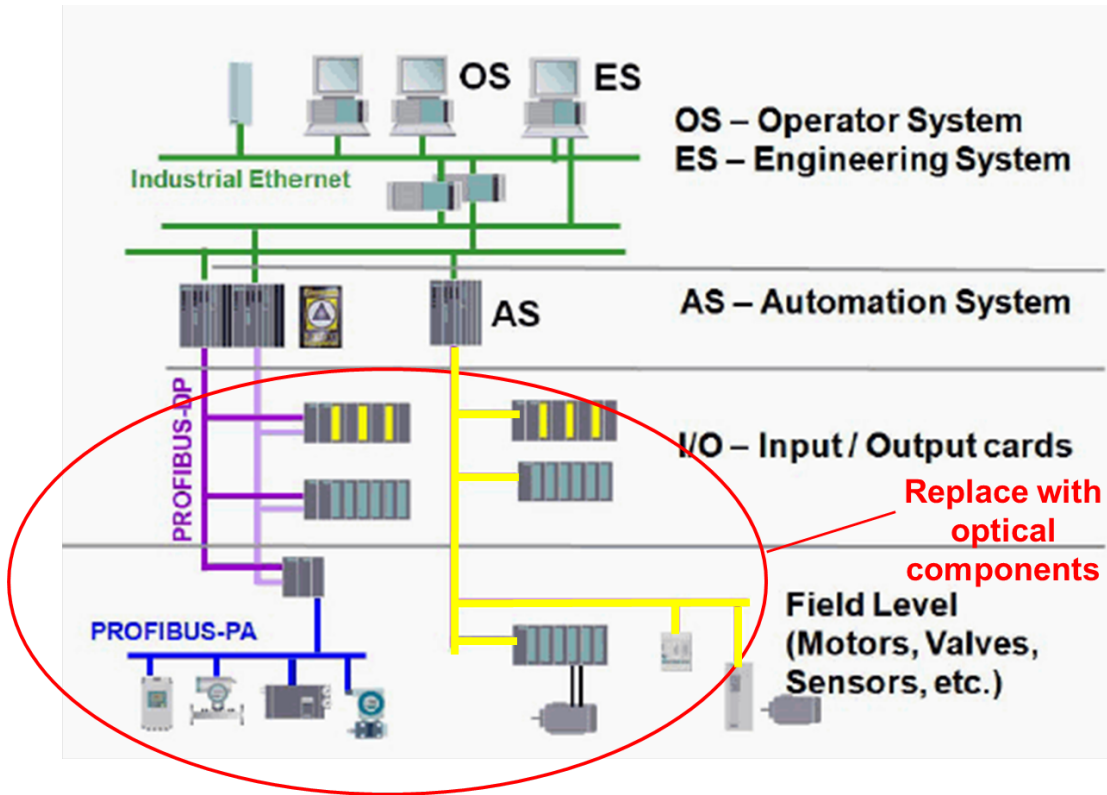 OS
ES
OS – Operator System
ES – Engineering System
Industrial Ethernet
AS
AS – Automation System
PROFIBUS-DP
I/O – Input / Output cards
Replace with
optical
components
PROFIBUS-PA
Field Level
(Motors, Valves,
Sensors, etc.)